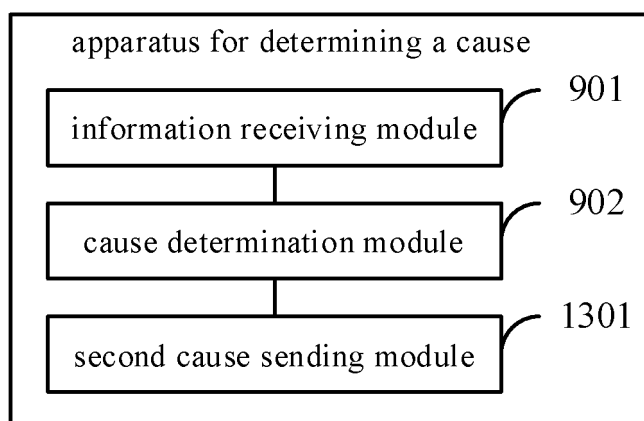 apparatus for determining a cause
901
information receiving module
902
cause determination module
1301
second cause sending module